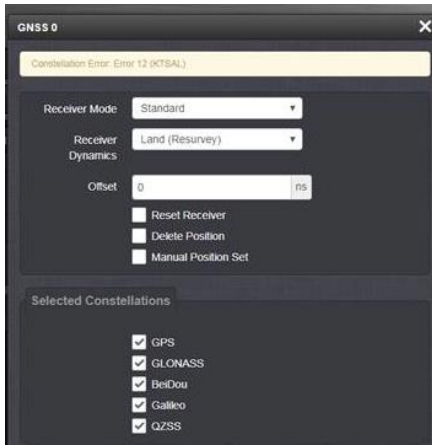 GNSS 0
Constellation Error: Error 12 (KTSAL)
Receiver Mode
Standard
Receiver
Dynamics
Land (Resurvey)
Offset
0
ns
Reset Receiver
Delete Position
Manual Position Set
Selected Constellations
GPS
GLONASS
BeiDou
Galileo
QZSS